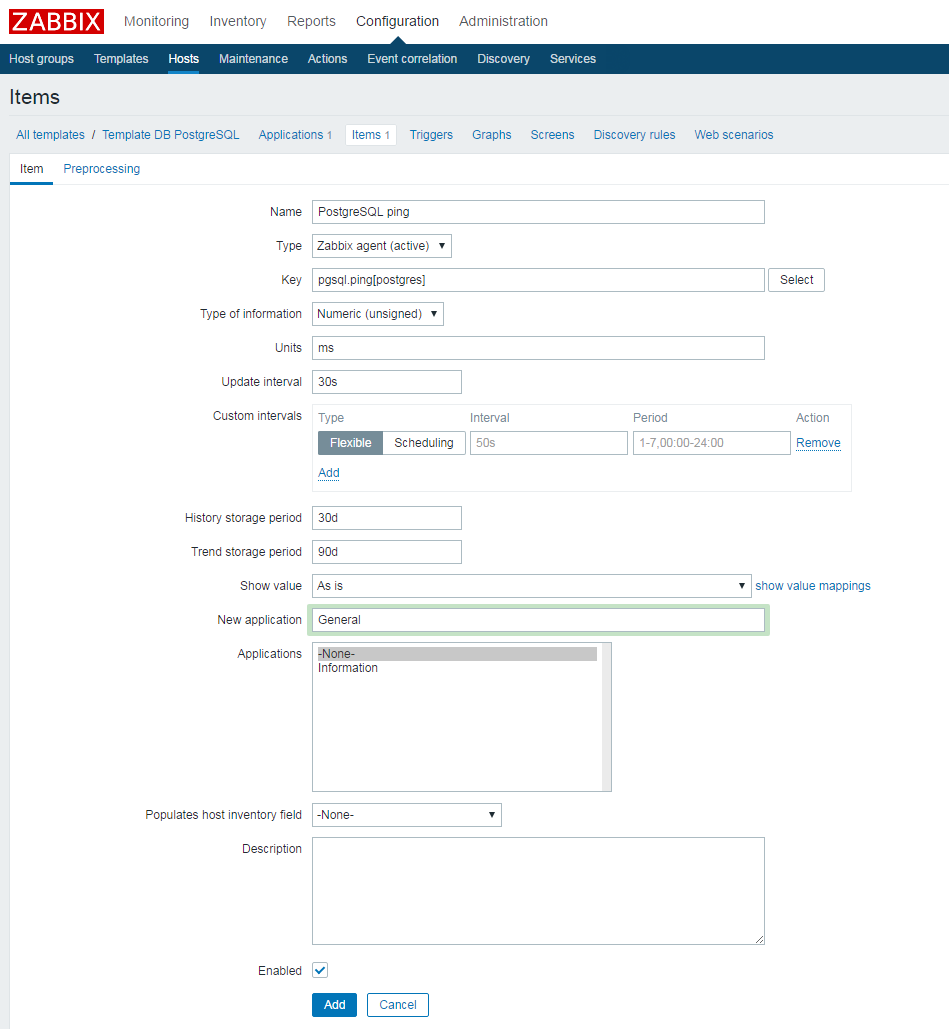 ZABBIX Monitoring Inventory Reports Configuration Administration
Host groups Templates Hosts Maintenance Actions Event correlation Discovery Services
Items
All templates / Template DB PostgreSQL Applications 1 Items 1 Triggers Graphs Screens Discovery rules Web scenarios
Item Preprocessing
Name PostgreSQL ping
Type Zabbix agent (active)
Key pgsql.ping[postgres] Select
Type of information Numeric (unsigned)
Units ms
Update interval 30s
Custom intervals Type Interval Period Action
Flexible Scheduling 50s 1-7,00:00-24:00 Remove
Add
History storage period 30d
Trend storage period 90d
Show value As is show value mappings
New application General
Applications -None-
Information
Populates host inventory field -None-
Description
Enabled
Add Cancel